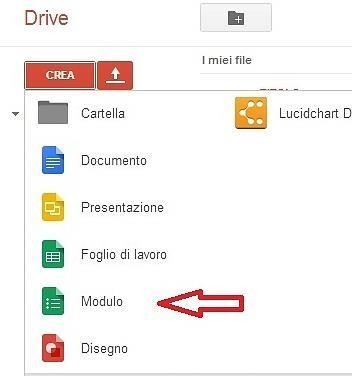 Drive
I miei file
CREA
Cartella
Lucidchart D
Documento
Presentazione
Foglio di lavoro
Modulo
Disegno